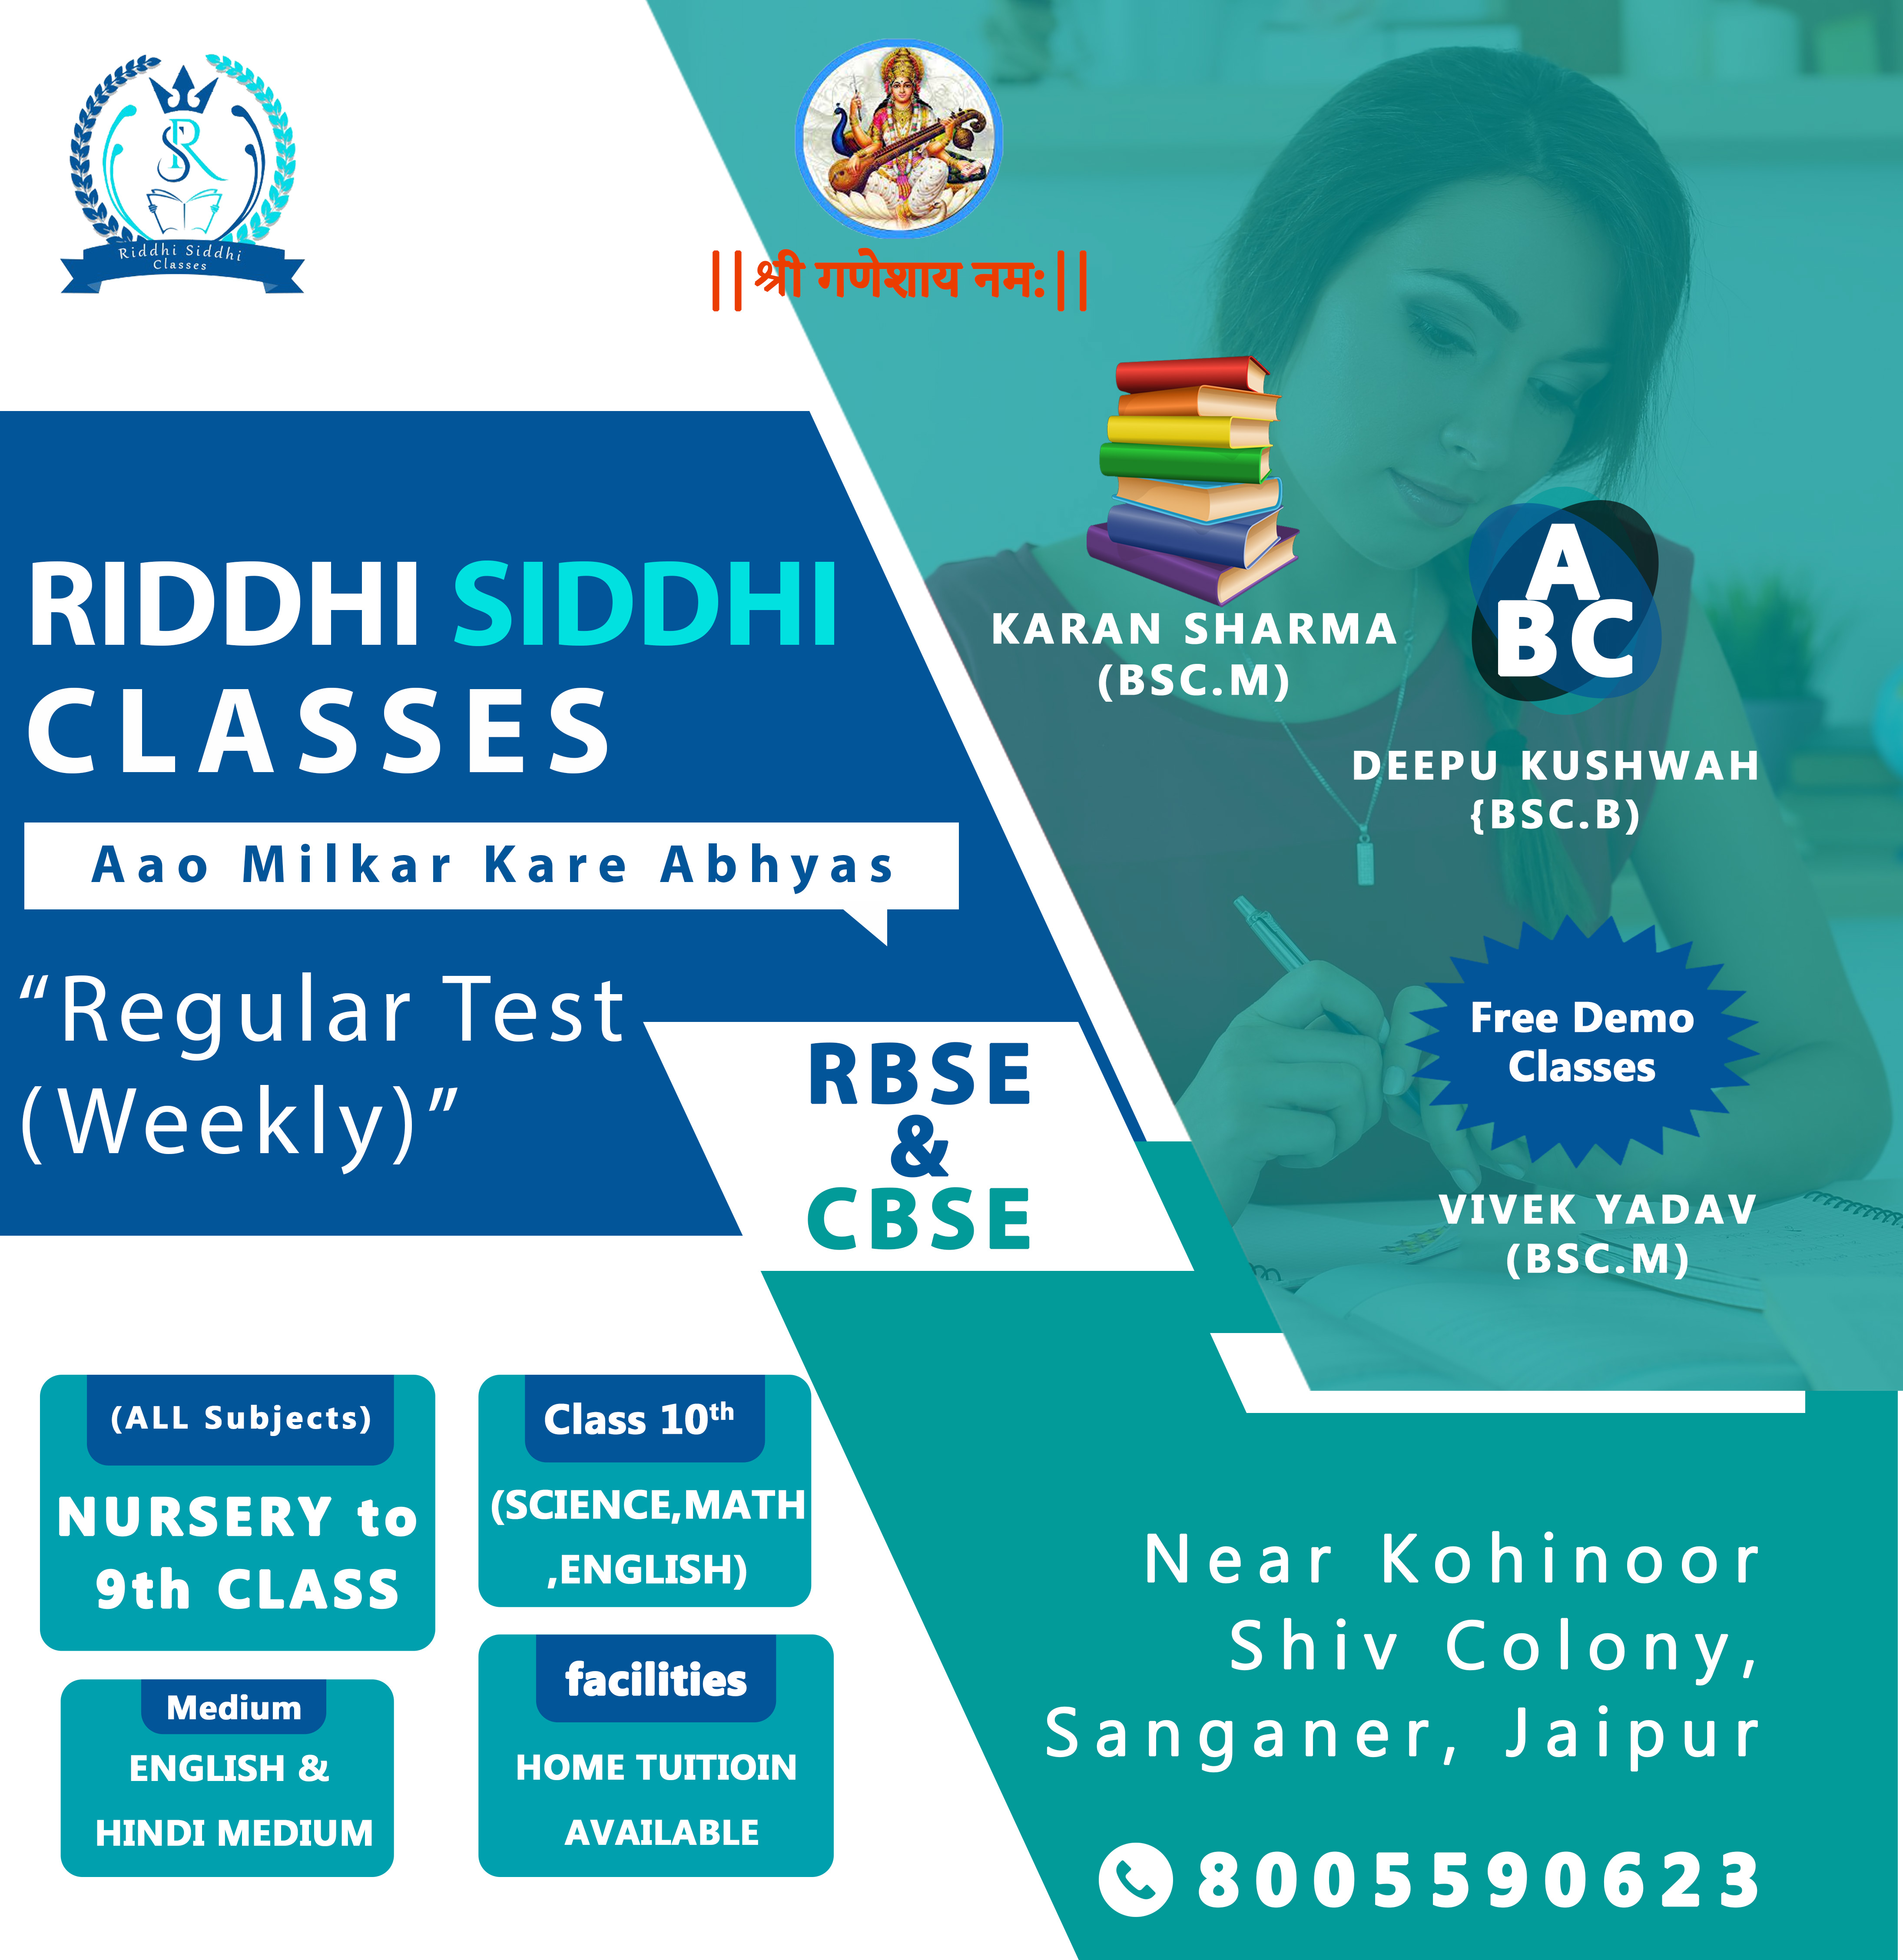 SR
Riddhi Siddhi
Classes
||श्री गणेशाय नम:||
RIDDHI SIDDHI
CLASSES
Aao Milkar Kare Abhyas
“Regular Test
(Weekly)”
RBSE
&
CBSE
KARAN SHARMA
(BSC.M)
A
BC
DEEPU KUSHWAH
{BSC.B)
Free Demo
Classes
VIVEK YADAV
(BSC.M)
(ALL Subjects)
NURSERY to
9th CLASS
Class 10th
(SCIENCE,MATH
,ENGLISH)
Medium
ENGLISH &
HINDI MEDIUM
facilities
HOME TUITIOIN
AVAILABLE
Near Kohinoor
Shiv Colony,
Sanganer, Jaipur
8005590623